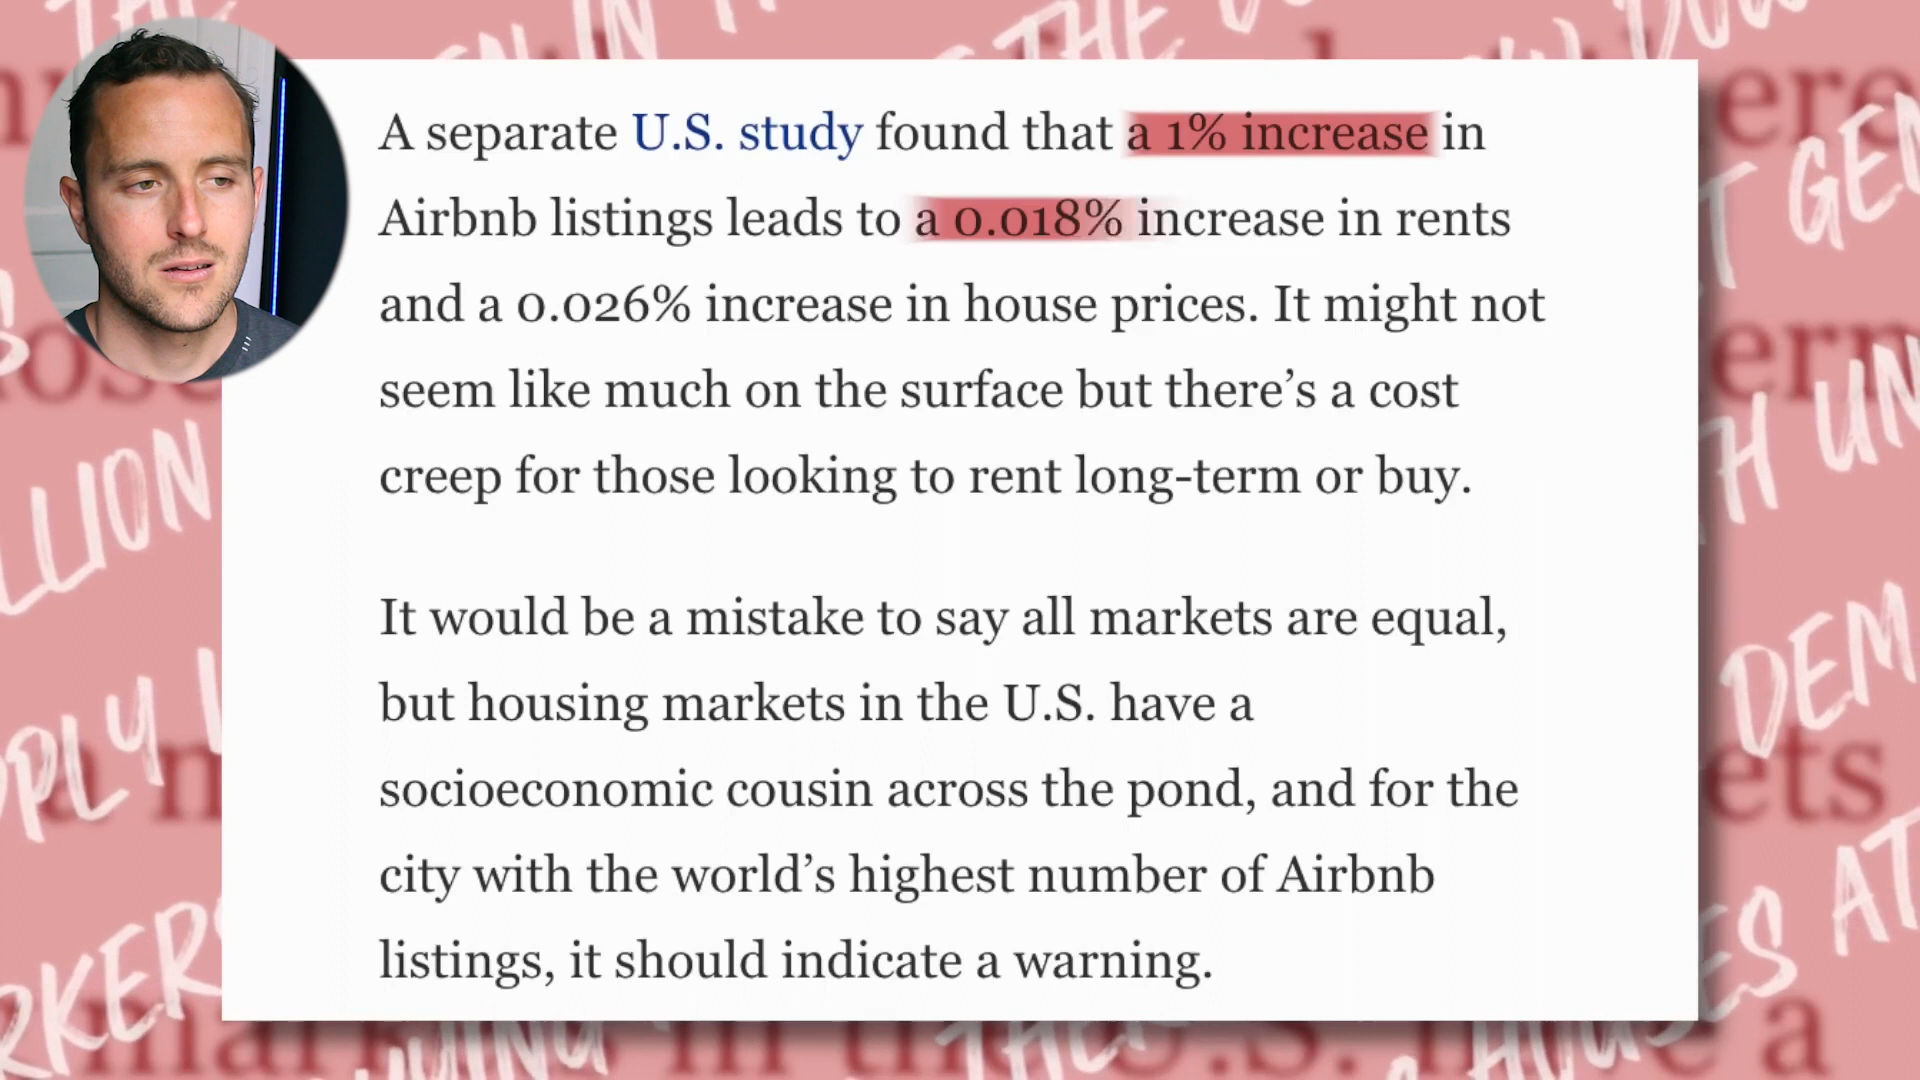 A separate U.S. study found that a 1% increase in
Airbnb listings leads to a 0.018% increase in rents
and a 0.026% increase in house prices. It might not
seem like much on the surface but there’s a cost
creep for those looking to rent long-term or buy.
It would be a mistake to say all markets are equal,
but housing markets in the U.S. have a
socioeconomic cousin across the pond, and for the
city with the world’s highest number of Airbnb
listings, it should indicate a warning.